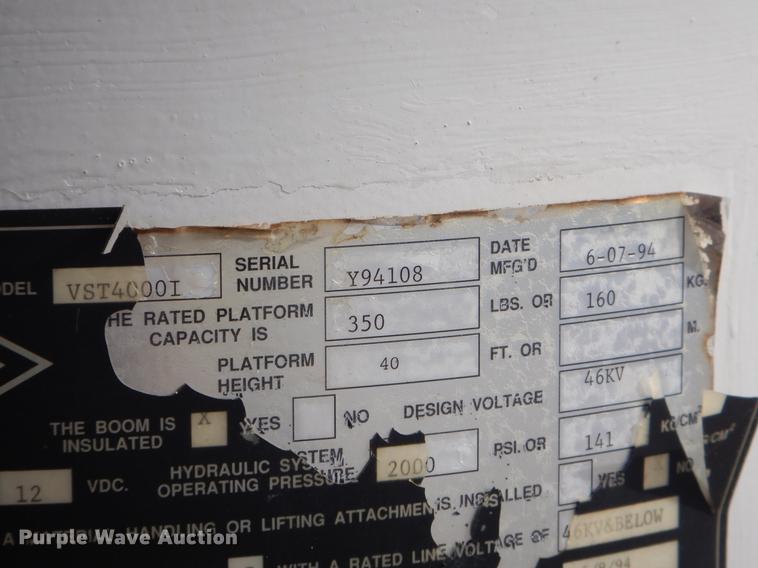 ODEL VST4000I SERIAL NUMBER Y94108 DATE MFG'D 6-07-94
HE RATED PLATFORM CAPACITY IS 350 LBS. OR 160 KG.
PLATFORM HEIGHT 40 FT. OR M.
THE BOOM IS INSULATED X YES NO DESIGN VOLTAGE 46KV
12 VDC. HYDRAULIC SYSTEM OPERATING PRESSURE 2000 PSI. OR 141 KG/CM²
A MATERIAL HANDLING OR LIFTING ATTACHMENT IS INSTALLED YES X NO
WITH A RATED LINE VOLTAGE OF 46KV&BELOW
/8/94
Purple Wave Auction